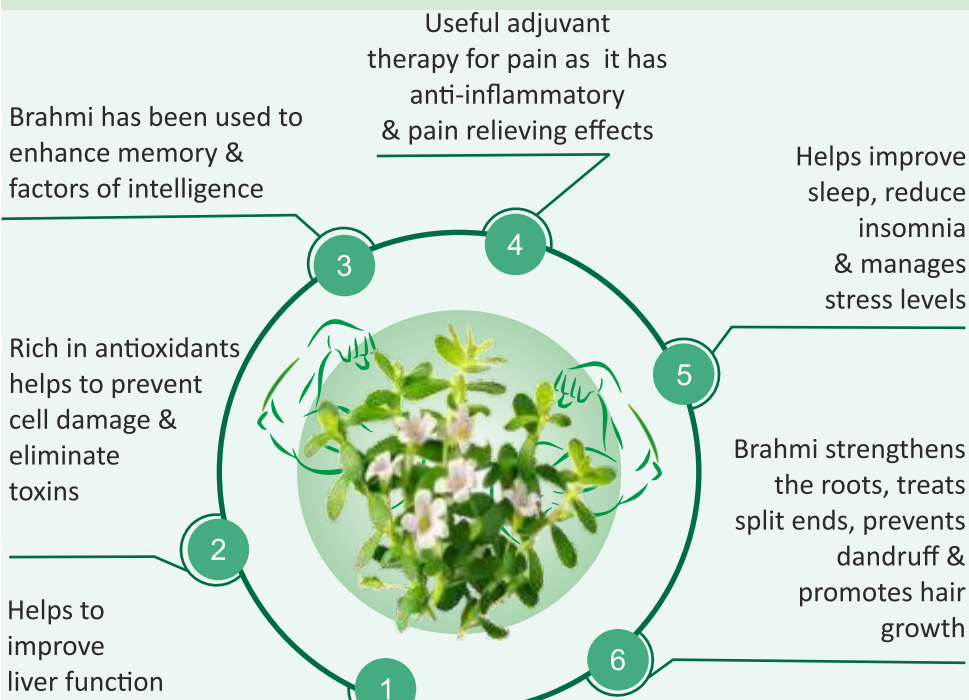 Useful adjuvant
therapy for pain as it has
anti-inflammatory
& pain relieving effects
Brahmi has been used to
enhance memory &
factors of intelligence
Helps improve
sleep, reduce
insomnia
& manages
stress levels
3
4
Rich in antioxidants
helps to prevent
cell damage &
eliminate
toxins
5
Brahmi strengthens
the roots, treats
split ends, prevents
dandruff &
promotes hair
growth
2
Helps to
improve
liver function
6
1